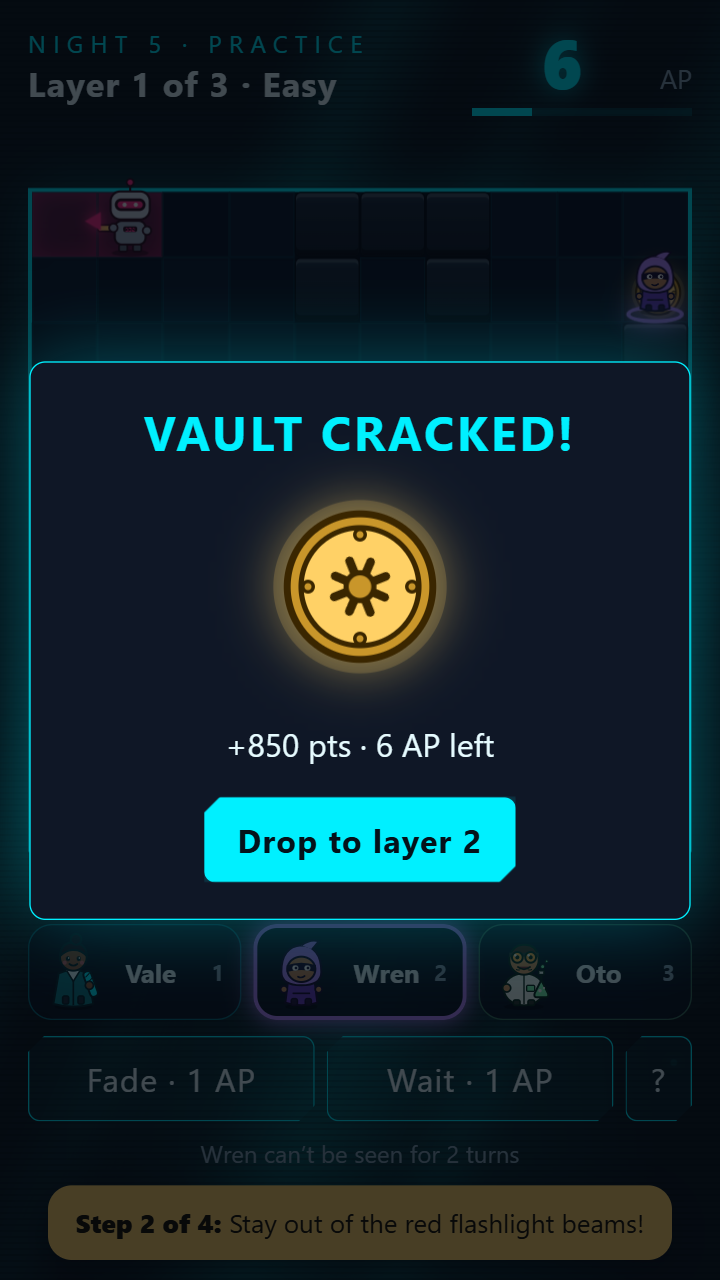 NIGHT 5 · PRACTICE
Layer 1 of 3 · Easy
6 AP
VAULT CRACKED!
+850 pts · 6 AP left
Drop to layer 2
Vale 1
Wren 2
Oto 3
Fade · 1 AP
Wait · 1 AP
?
Wren can’t be seen for 2 turns
Step 2 of 4: Stay out of the red flashlight beams!